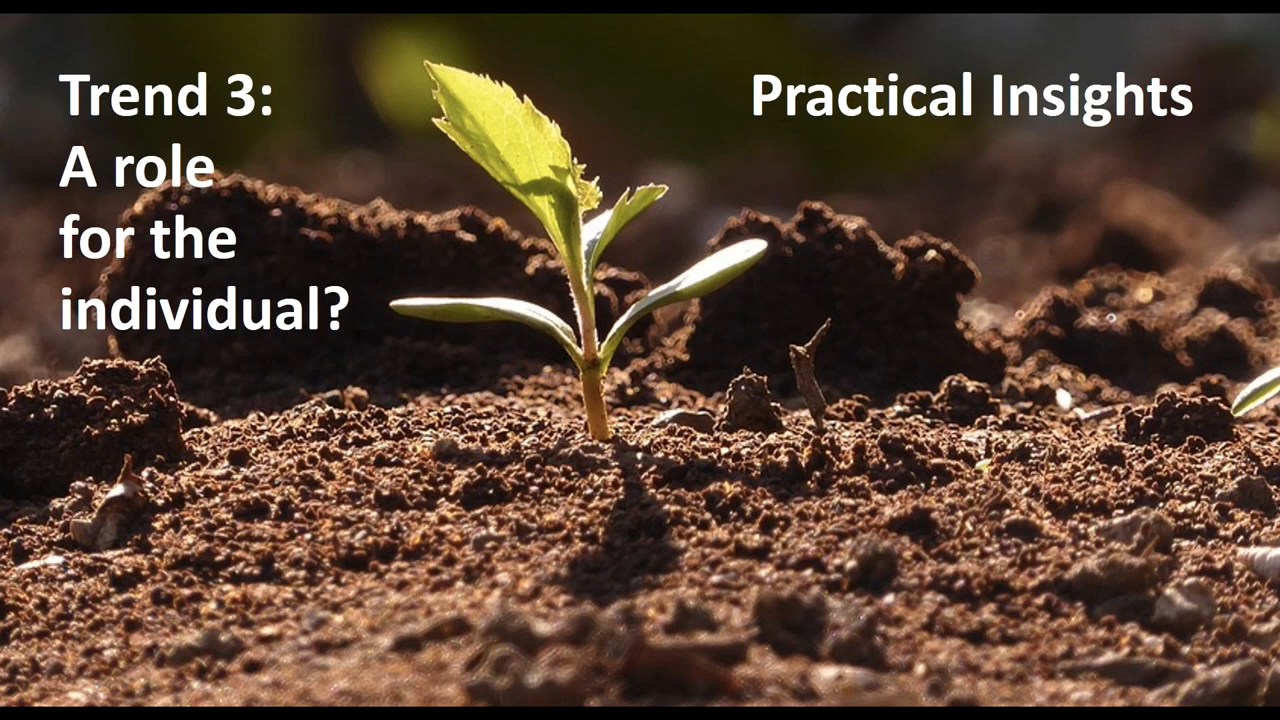 Trend 3:
A role
for the
individual?
Practical Insights